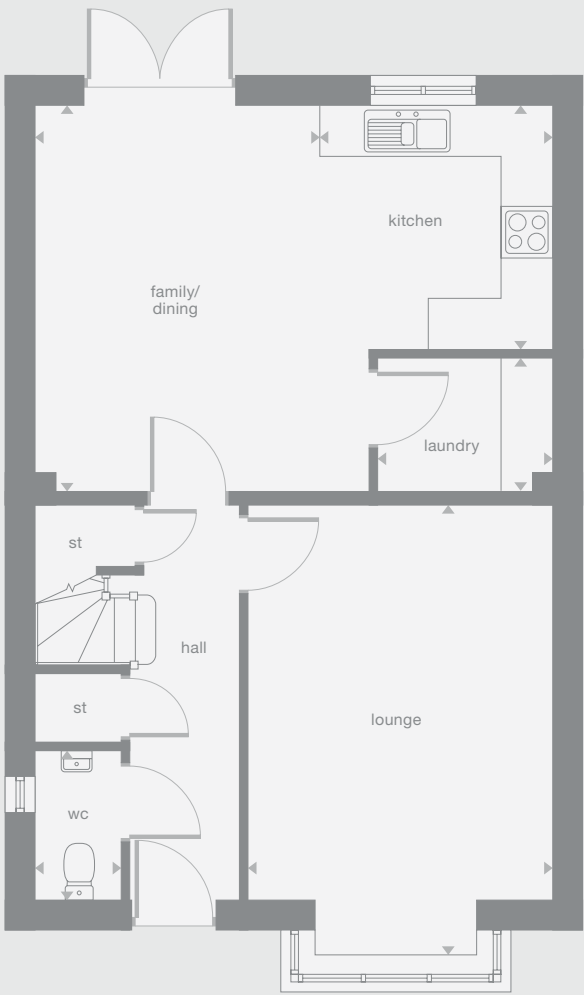 kitchen
family/
dining
laundry
st
hall
st
lounge
wc